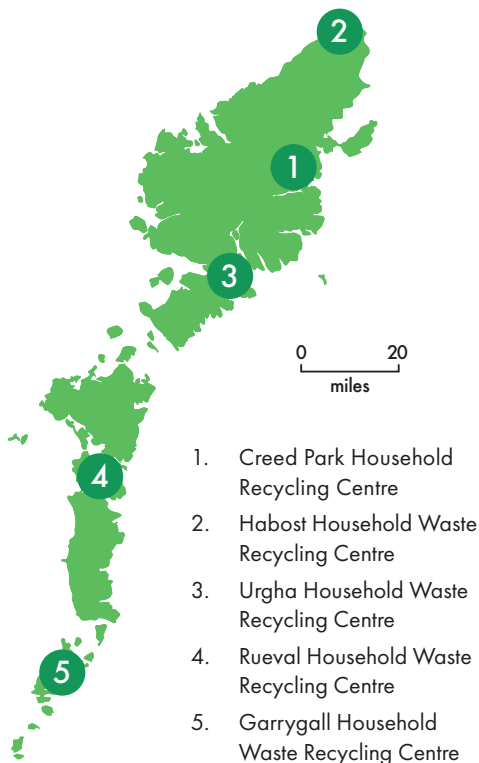 2
1
3
0 20
miles
4
5
1. Creed Park Household
Recycling Centre
2. Habost Household Waste
Recycling Centre
3. Urgha Household Waste
Recycling Centre
4. Rueval Household Waste
Recycling Centre
5. Garrygall Household
Waste Recycling Centre